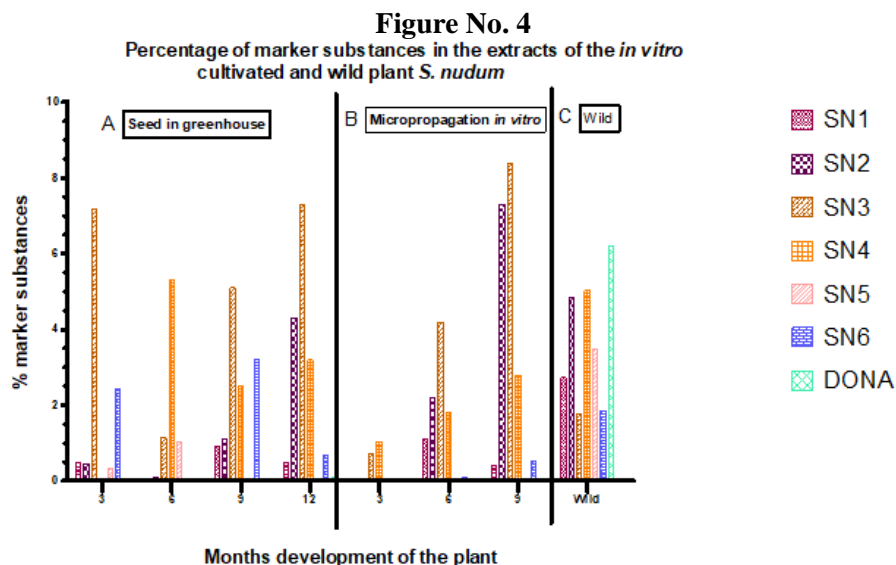 Figure No. 4
Percentage of marker substances in the extracts of the in vitro
cultivated and wild plant S. nudum
A Seed in greenhouse
B Micropropagation in vitro
C Wild
% marker substances
10
8
6
4
2
0
3 6 9 12 3 6 9 Wild
Months development of the plant
SN1
SN2
SN3
SN4
SN5
SN6
DONA